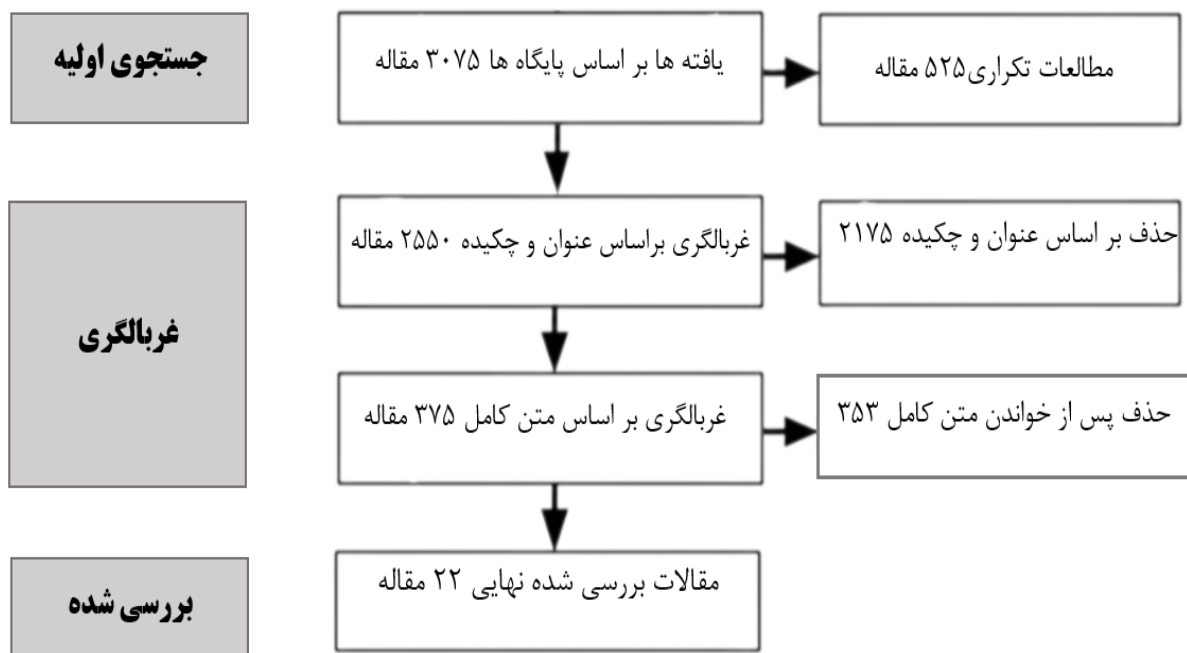 جستجوی اولیه
یافته ها بر اساس پایگاه ها ۳۰۷۵ مقاله
مطالعات تکراری۵۲۵ مقاله
غربالگری
غربالگری براساس عنوان و چکیده ۲۵۵۰ مقاله
حذف بر اساس عنوان و چکیده ۲۱۷۵
غربالگری بر اساس متن کامل ۳۷۵ مقاله
حذف پس از خواندن متن کامل ۳۵۳
بررسی شده
مقالات بررسی شده نهایی ۲۲ مقاله